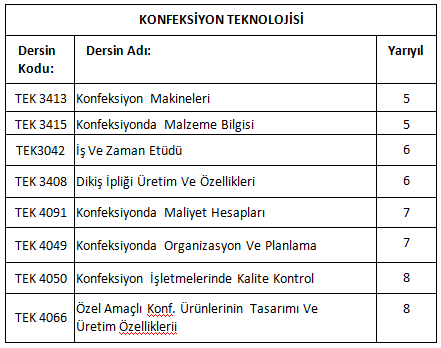 KONFEKSİYON TEKNOLOJİSİ
Dersin Kodu: Dersin Adı: Yarıyıl
TEK 3413 Konfeksiyon Makineleri 5
TEK 3415 Konfeksiyonda Malzeme Bilgisi 5
TEK3042 İş Ve Zaman Etüdü 6
TEK 3408 Dikiş İpliği Üretim Ve Özellikleri 6
TEK 4091 Konfeksiyonda Maliyet Hesapları 7
TEK 4049 Konfeksiyonda Organizasyon Ve Planlama 7
TEK 4050 Konfeksiyon İşletmelerinde Kalite Kontrol 8
TEK 4066 Özel Amaçlı Konf. Ürünlerinin Tasarımı Ve 8
Üretim Özelliklerii